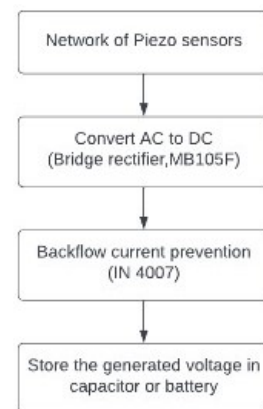 Network of Piezo sensors
Convert AC to DC
(Bridge rectifier,MB105F)
Backflow current prevention
(IN 4007)
Store the generated voltage in
capacitor or battery